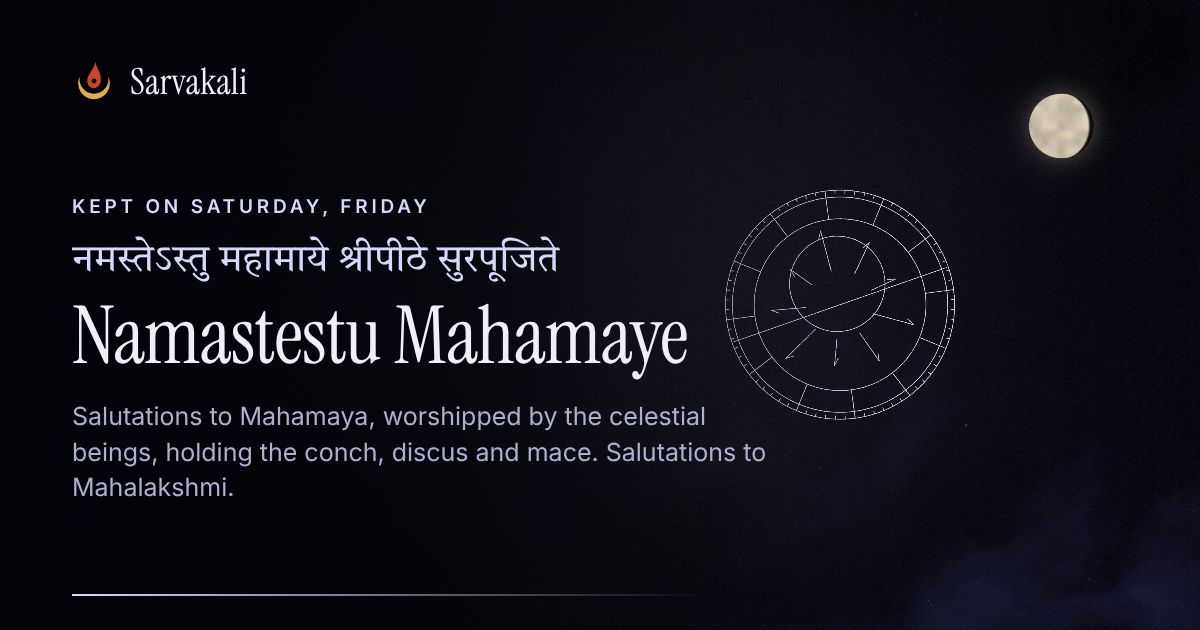 Sarvakali
KEPT ON SATURDAY, FRIDAY
नमस्तेऽस्तु महामाये श्रीपीठे सुरपूजिते
Namastestu Mahamaye
Salutations to Mahamaya, worshipped by the celestial
beings, holding the conch, discus and mace. Salutations to
Mahalakshmi.